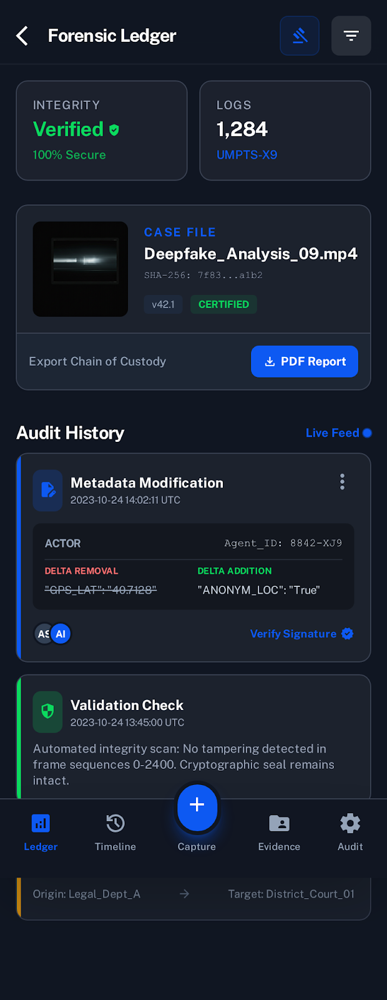 Forensic Ledger
INTEGRITY
Verified
100% Secure
LOGS
1,284
UMPTS-X9
CASE FILE
Deepfake_Analysis_09.mp4
SHA-256: 7f83...a1b2
v42.1
CERTIFIED
Export Chain of Custody
PDF Report
Audit History
Live Feed
Metadata Modification
2023-10-24 14:02:11 UTC
ACTOR
Agent_ID: 8842-XJ9
DELTA REMOVAL
DELTA ADDITION
"GPS_LAT": "40.7128"
"ANONYM_LOC": "True"
AS
AI
Verify Signature
Validation Check
2023-10-24 13:45:00 UTC
Automated integrity scan: No tampering detected in
frame sequences 0-2400. Cryptographic seal remains
intact.
Ledger
Timeline
Capture
Evidence
Audit
Origin: Legal_Dept_A
Target: District_Court_01